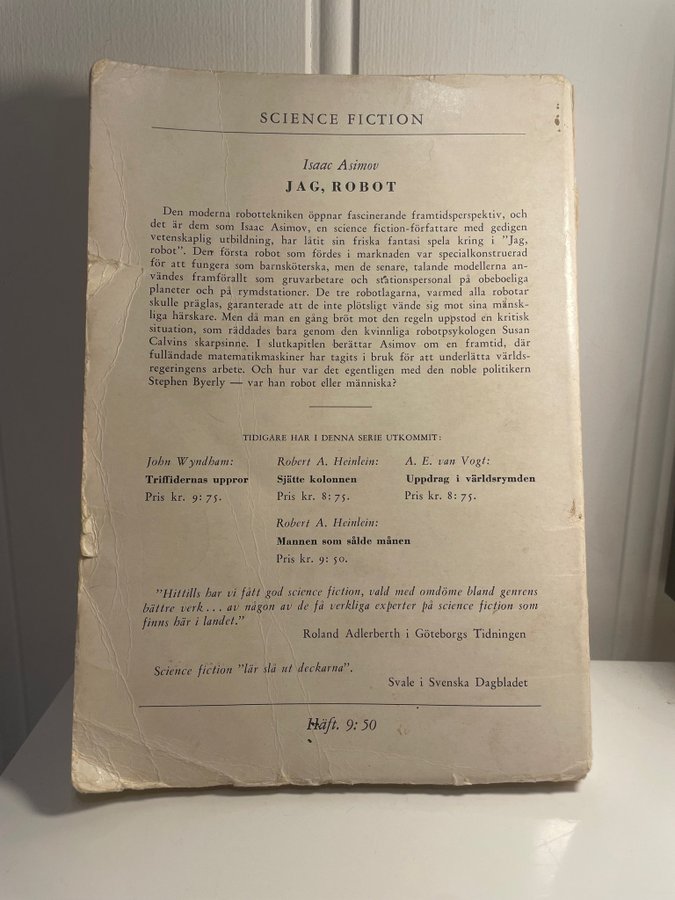 SCIENCE FICTION
Isaac Asimov
JAG, ROBOT
Den moderna robottekniken öppnar fascinerande framtidsperspektiv, och
det är dem som Isaac Asimov, en science fiction-författare med gedigen
vetenskaplig utbildning, har låtit sin friska fantasi spela kring i "Jag,
robot". Den första robot som fördes i marknaden var specialkonstruerad
för att fungera som barnsköterska, men de senare, talande modellerna an-
vändes framförallt som gruvarbetare och stationspersonal på obeboeliga
planeter och på rymdstationer. De tre robotlagarna, varmed alla robotar
skulle präglas, garanterade att de inte plötsligt vände sig mot sina mänsk-
liga härskare. Men då man en gång bröt mot den regeln uppstod en kritisk
situation, som räddades bara genom den kvinnliga robotpsykologen Susan
Calvins skarpsinne. I slutkapitlen berättar Asimov om en framtid, där
fulländade matematikmaskiner har tagits i bruk för att underlätta världs-
regeringens arbete. Och hur var det egentligen med den noble politikern
Stephen Byerly — var han robot eller människa?
TIDIGARE HAR I DENNA SERIE UTKOMMIT:
John Wyndham: Robert A. Heinlein: A. E. van Vogt:
Triffidernas uppror Sjätte kolonnen Uppdrag i världsrymden
Pris kr. 9: 75. Pris kr. 8: 75. Pris kr. 8: 75.
Robert A. Heinlein:
Mannen som sålde månen
Pris kr. 9: 50.
"Hittills har vi fått god science fiction, vald med omdöme bland genrens
bättre verk ... av någon av de få verkliga experter på science fiction som
finns här i landet."
Roland Adlerberth i Göteborgs Tidningen
Science fiction "lär slå ut deckarna".
Svale i Svenska Dagbladet
Häft. 9: 50